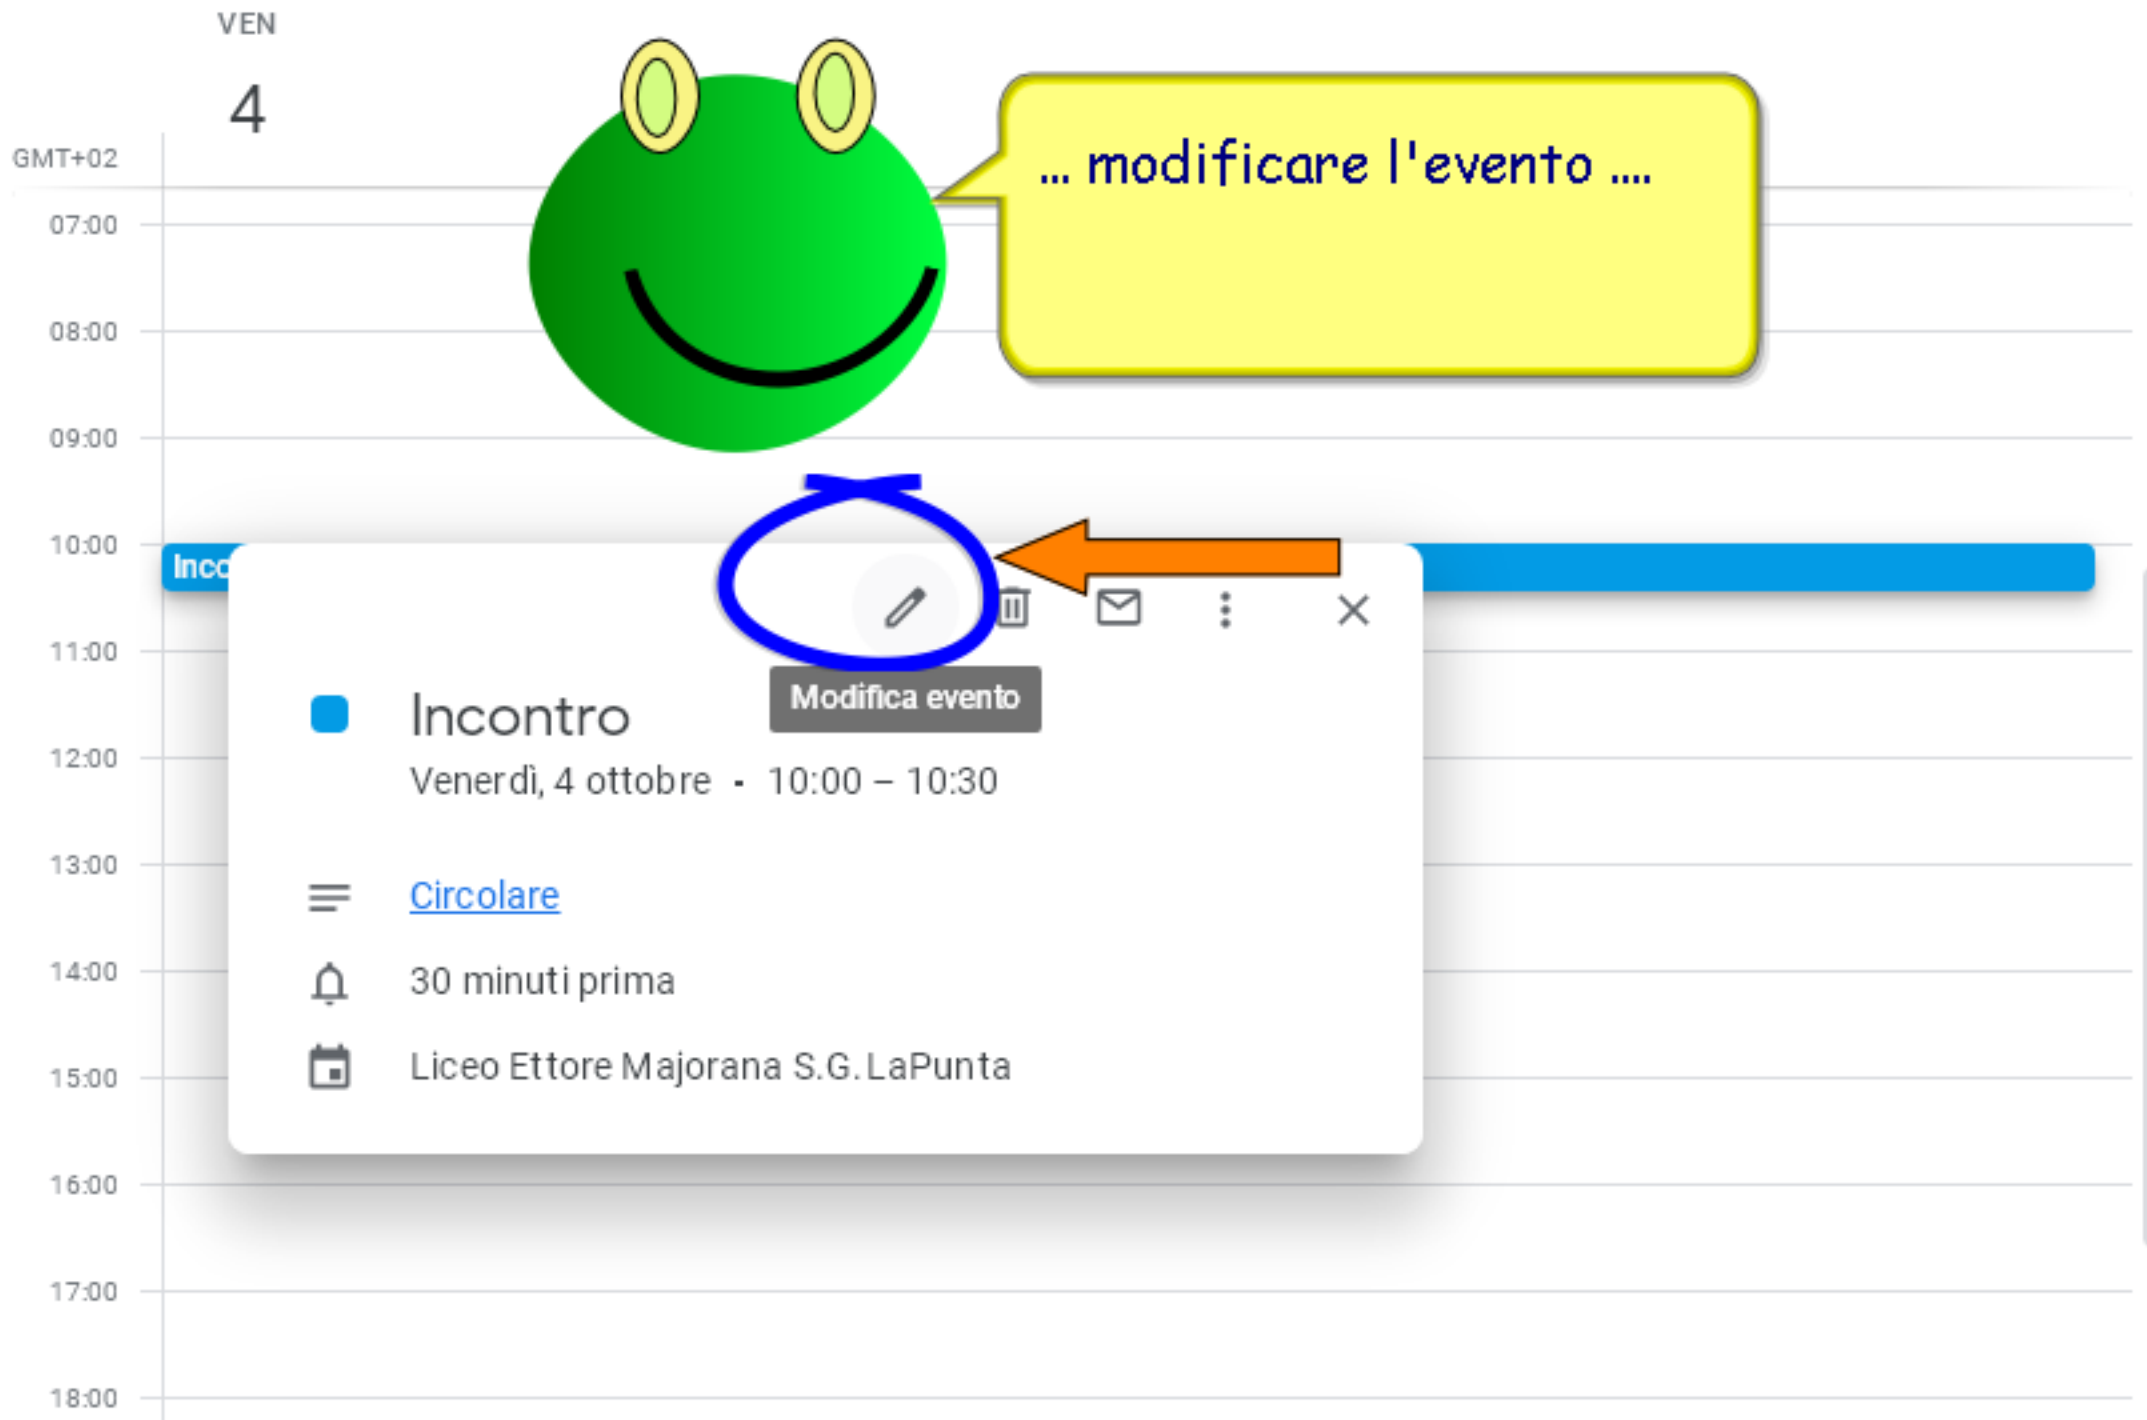 VEN
4
GMT+02
... modificare l'evento ....
07:00
08:00
09:00
10:00
Inco
11:00
Modifica evento
Incontro
12:00
Venerdì, 4 ottobre - 10:00 – 10:30
13:00
Circolare
14:00
30 minuti prima
15:00
Liceo Ettore Majorana S.G.LaPunta
16:00
17:00
18:00